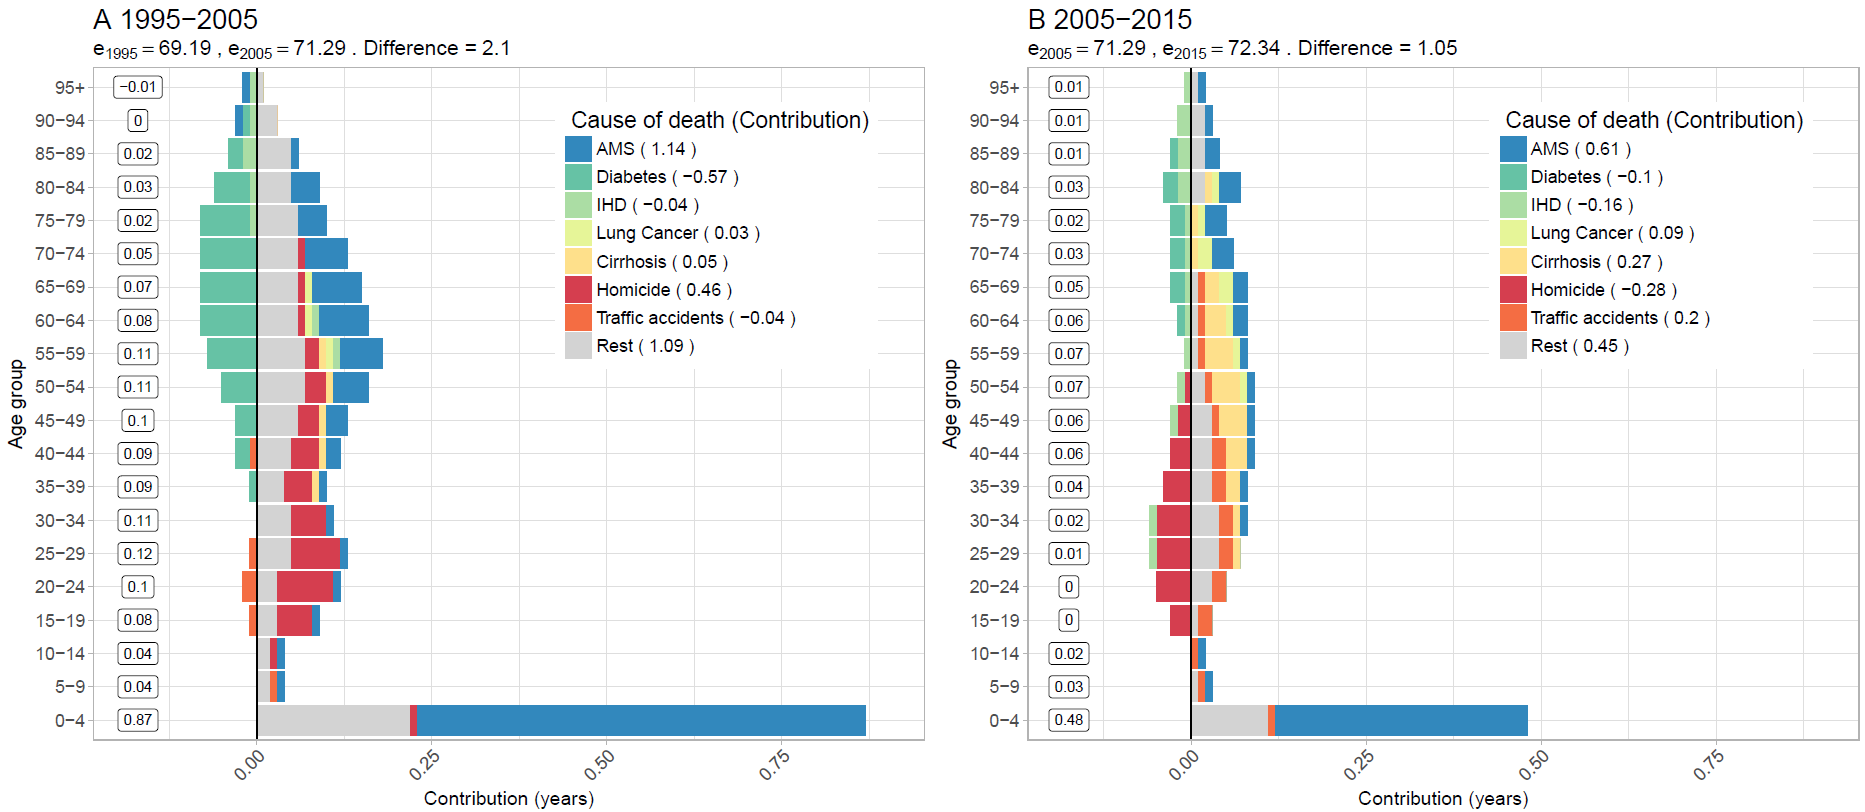 A 1995−2005
e1995 = 69.19 , e2005 = 71.29 . Difference = 2.1
Age group
95+ −0.01
90−94 0
85−89 0.02
80−84 0.03
75−79 0.02
70−74 0.05
65−69 0.07
60−64 0.08
55−59 0.11
50−54 0.11
45−49 0.1
40−44 0.09
35−39 0.09
30−34 0.11
25−29 0.12
20−24 0.1
15−19 0.08
10−14 0.04
5−9 0.04
0−4 0.87
Cause of death (Contribution)
AMS ( 1.14 )
Diabetes ( −0.57 )
IHD ( −0.04 )
Lung Cancer ( 0.03 )
Cirrhosis ( 0.05 )
Homicide ( 0.46 )
Traffic accidents ( −0.04 )
Rest ( 1.09 )
0.00 0.25 0.50 0.75
Contribution (years)
B 2005−2015
e2005 = 71.29 , e2015 = 72.34 . Difference = 1.05
Age group
95+ 0.01
90−94 0.01
85−89 0.01
80−84 0.03
75−79 0.02
70−74 0.03
65−69 0.05
60−64 0.06
55−59 0.07
50−54 0.07
45−49 0.06
40−44 0.06
35−39 0.04
30−34 0.02
25−29 0.01
20−24 0
15−19 0
10−14 0.02
5−9 0.03
0−4 0.48
Cause of death (Contribution)
AMS ( 0.61 )
Diabetes ( −0.1 )
IHD ( −0.16 )
Lung Cancer ( 0.09 )
Cirrhosis ( 0.27 )
Homicide ( −0.28 )
Traffic accidents ( 0.2 )
Rest ( 0.45 )
0.00 0.25 0.50 0.75
Contribution (years)